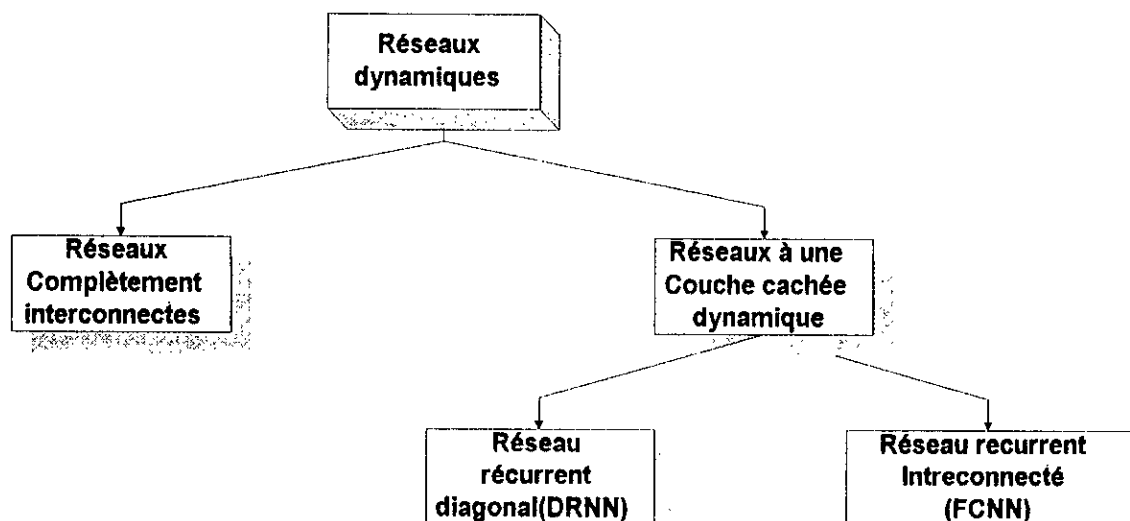 Réseaux
dynamiques
Réseaux
Complètement
interconnectes
Réseaux à une
Couche cachée
dynamique
Réseau
récurrent
diagonal(DRNN)
Réseau recurrent
Intreconnecté
(FCNN)